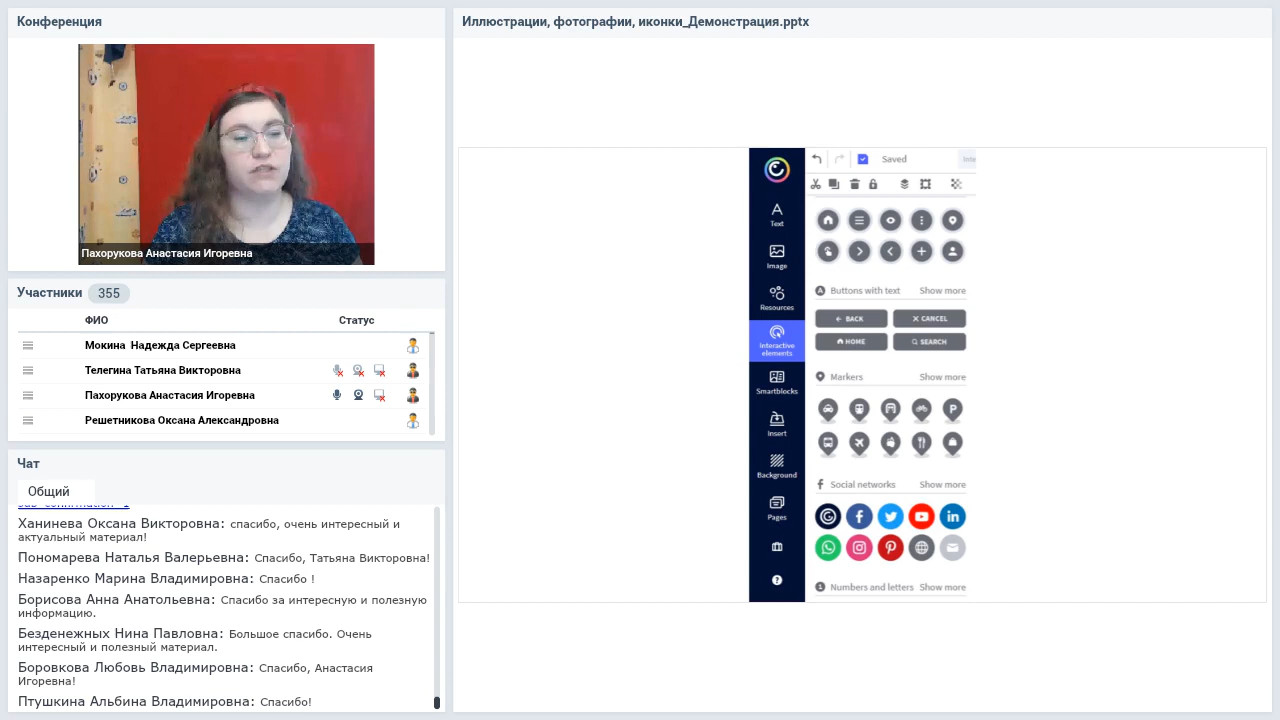 Конференция
Пахорукова Анастасия Игоревна
Участники 355
ФИО Статус
Мокина Надежда Сергеевна
Телегина Татьяна Викторовна
Пахорукова Анастасия Игоревна
Решетникова Оксана Александровна
Чат
Общий
Ханинева Оксана Викторовна: спасибо, очень интересный и
актуальный материал!
Пономарева Наталья Валерьевна: Спасибо, Татьяна Викторовна!
Назаренко Марина Владимировна: Спасибо !
Борисова Анна Анатольевна: Спасибо за интересную и полезную
информацию.
Безденежных Нина Павловна: Большое спасибо. Очень
интересный и полезный материал.
Боровкова Любовь Владимировна: Спасибо, Анастасия
Игоревна!
Птушкина Альбина Владимировна: Спасибо!
Иллюстрации, фотографии, иконки_Демонстрация.pptx
Text
Image
Resources
Interactive
elements
Smartblocks
Insert
Background
Pages
Saved
Buttons with text Show more
BACK CANCEL
HOME SEARCH
Markers Show more
P
Social networks Show more
Numbers and letters Show more